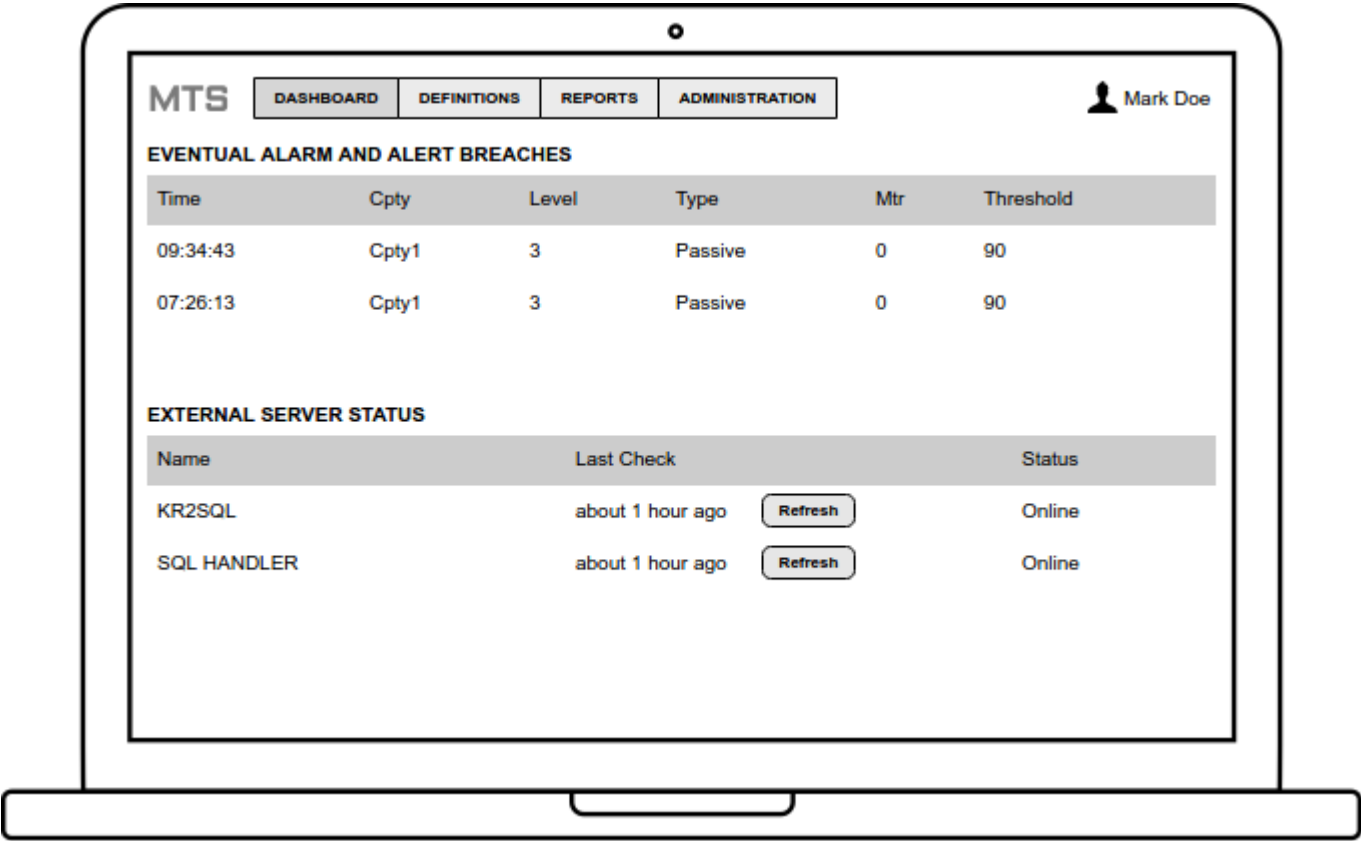 MTS DASHBOARD DEFINITIONS REPORTS ADMINISTRATION Mark Doe
EVENTUAL ALARM AND ALERT BREACHES
Time Cpty Level Type Mtr Threshold
09:34:43 Cpty1 3 Passive 0 90
07:26:13 Cpty1 3 Passive 0 90
EXTERNAL SERVER STATUS
Name Last Check Status
KR2SQL about 1 hour ago Refresh Online
SQL HANDLER about 1 hour ago Refresh Online